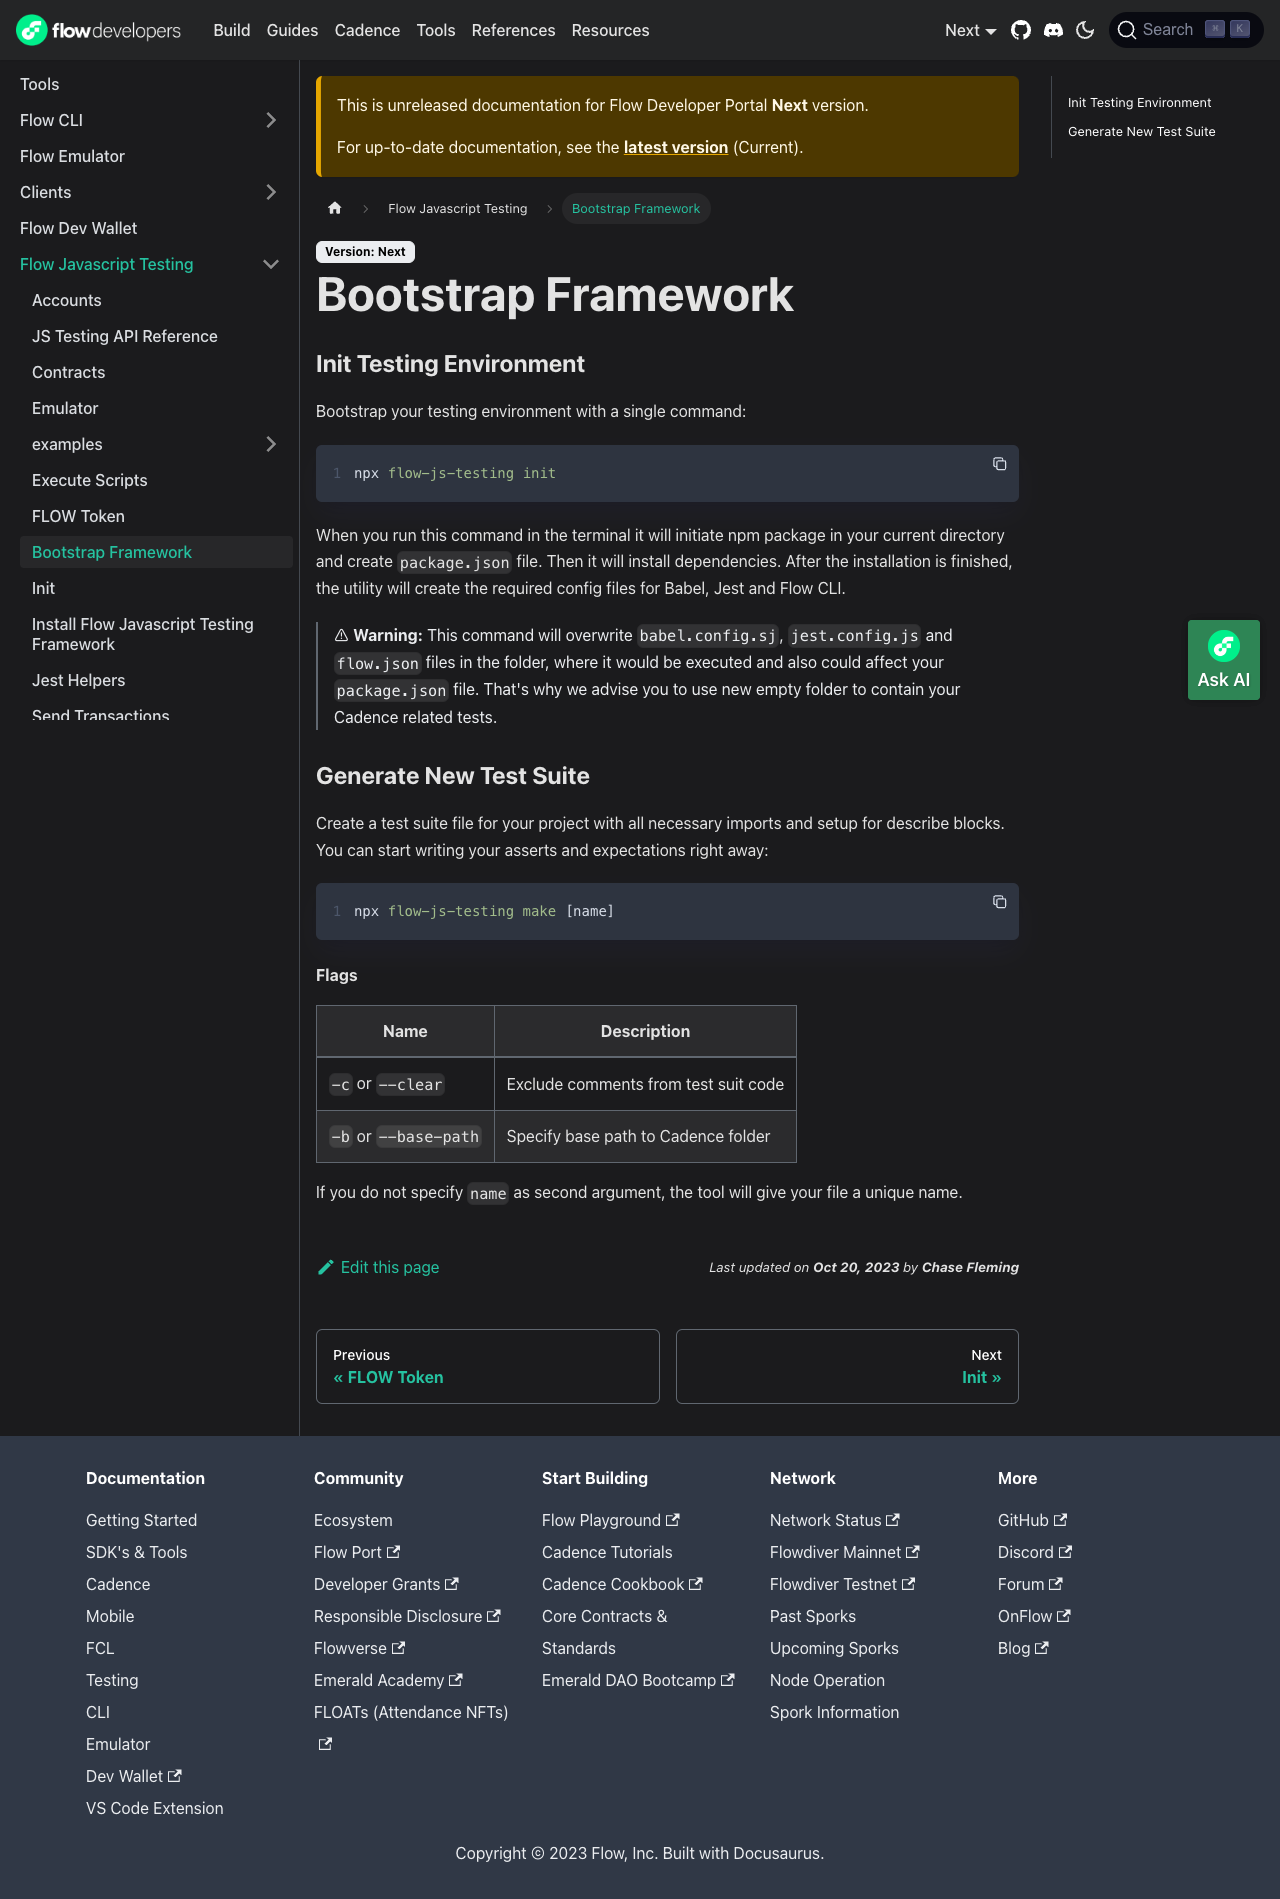 flowdevelopers Build Guides Cadence Tools References Resources Next Search ⌘ K
Tools
Flow CLI
Flow Emulator
Clients
Flow Dev Wallet
Flow Javascript Testing
Accounts
JS Testing API Reference
Contracts
Emulator
examples
Execute Scripts
FLOW Token
Bootstrap Framework
Init
Install Flow Javascript Testing
Framework
Jest Helpers
Send Transactions
This is unreleased documentation for Flow Developer Portal Next version.
For up-to-date documentation, see the latest version (Current).
Flow Javascript Testing Bootstrap Framework
Version: Next
Bootstrap Framework
Init Testing Environment
Bootstrap your testing environment with a single command:
1 npx flow-js-testing init
When you run this command in the terminal it will initiate npm package in your current directory
and create package.json file. Then it will install dependencies. After the installation is finished,
the utility will create the required config files for Babel, Jest and Flow CLI.
⚠ Warning: This command will overwrite babel.config.sj, jest.config.js and
flow.json files in the folder, where it would be executed and also could affect your
package.json file. That's why we advise you to use new empty folder to contain your
Cadence related tests.
Generate New Test Suite
Create a test suite file for your project with all necessary imports and setup for describe blocks.
You can start writing your asserts and expectations right away:
1 npx flow-js-testing make [name]
Flags
Name Description
-c or --clear Exclude comments from test suit code
-b or --base-path Specify base path to Cadence folder
If you do not specify name as second argument, the tool will give your file a unique name.
Edit this page Last updated on Oct 20, 2023 by Chase Fleming
Previous
« FLOW Token
Next
Init »
Init Testing Environment
Generate New Test Suite
Ask AI
Documentation
Getting Started
SDK's & Tools
Cadence
Mobile
FCL
Testing
CLI
Emulator
Dev Wallet
VS Code Extension
Community
Ecosystem
Flow Port
Developer Grants
Responsible Disclosure
Flowverse
Emerald Academy
FLOATs (Attendance NFTs)
Start Building
Flow Playground
Cadence Tutorials
Cadence Cookbook
Core Contracts &
Standards
Emerald DAO Bootcamp
Network
Network Status
Flowdiver Mainnet
Flowdiver Testnet
Past Sporks
Upcoming Sporks
Node Operation
Spork Information
More
GitHub
Discord
Forum
OnFlow
Blog
Copyright © 2023 Flow, Inc. Built with Docusaurus.